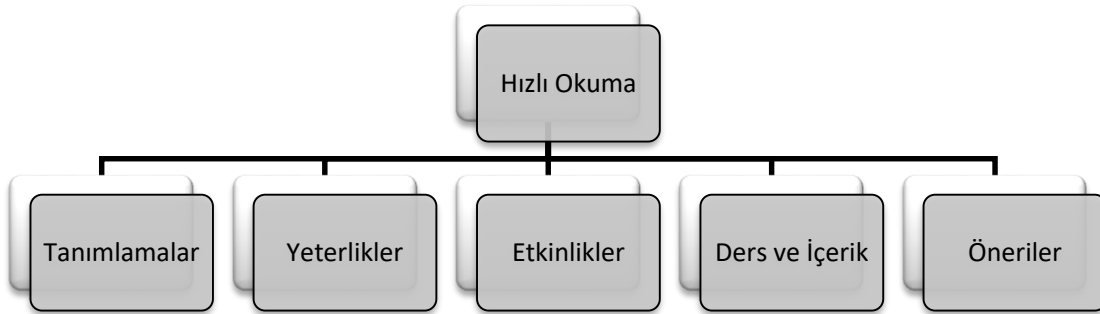 Hızlı Okuma
Tanımlamalar
Yeterlikler
Etkinlikler
Ders ve İçerik
Öneriler